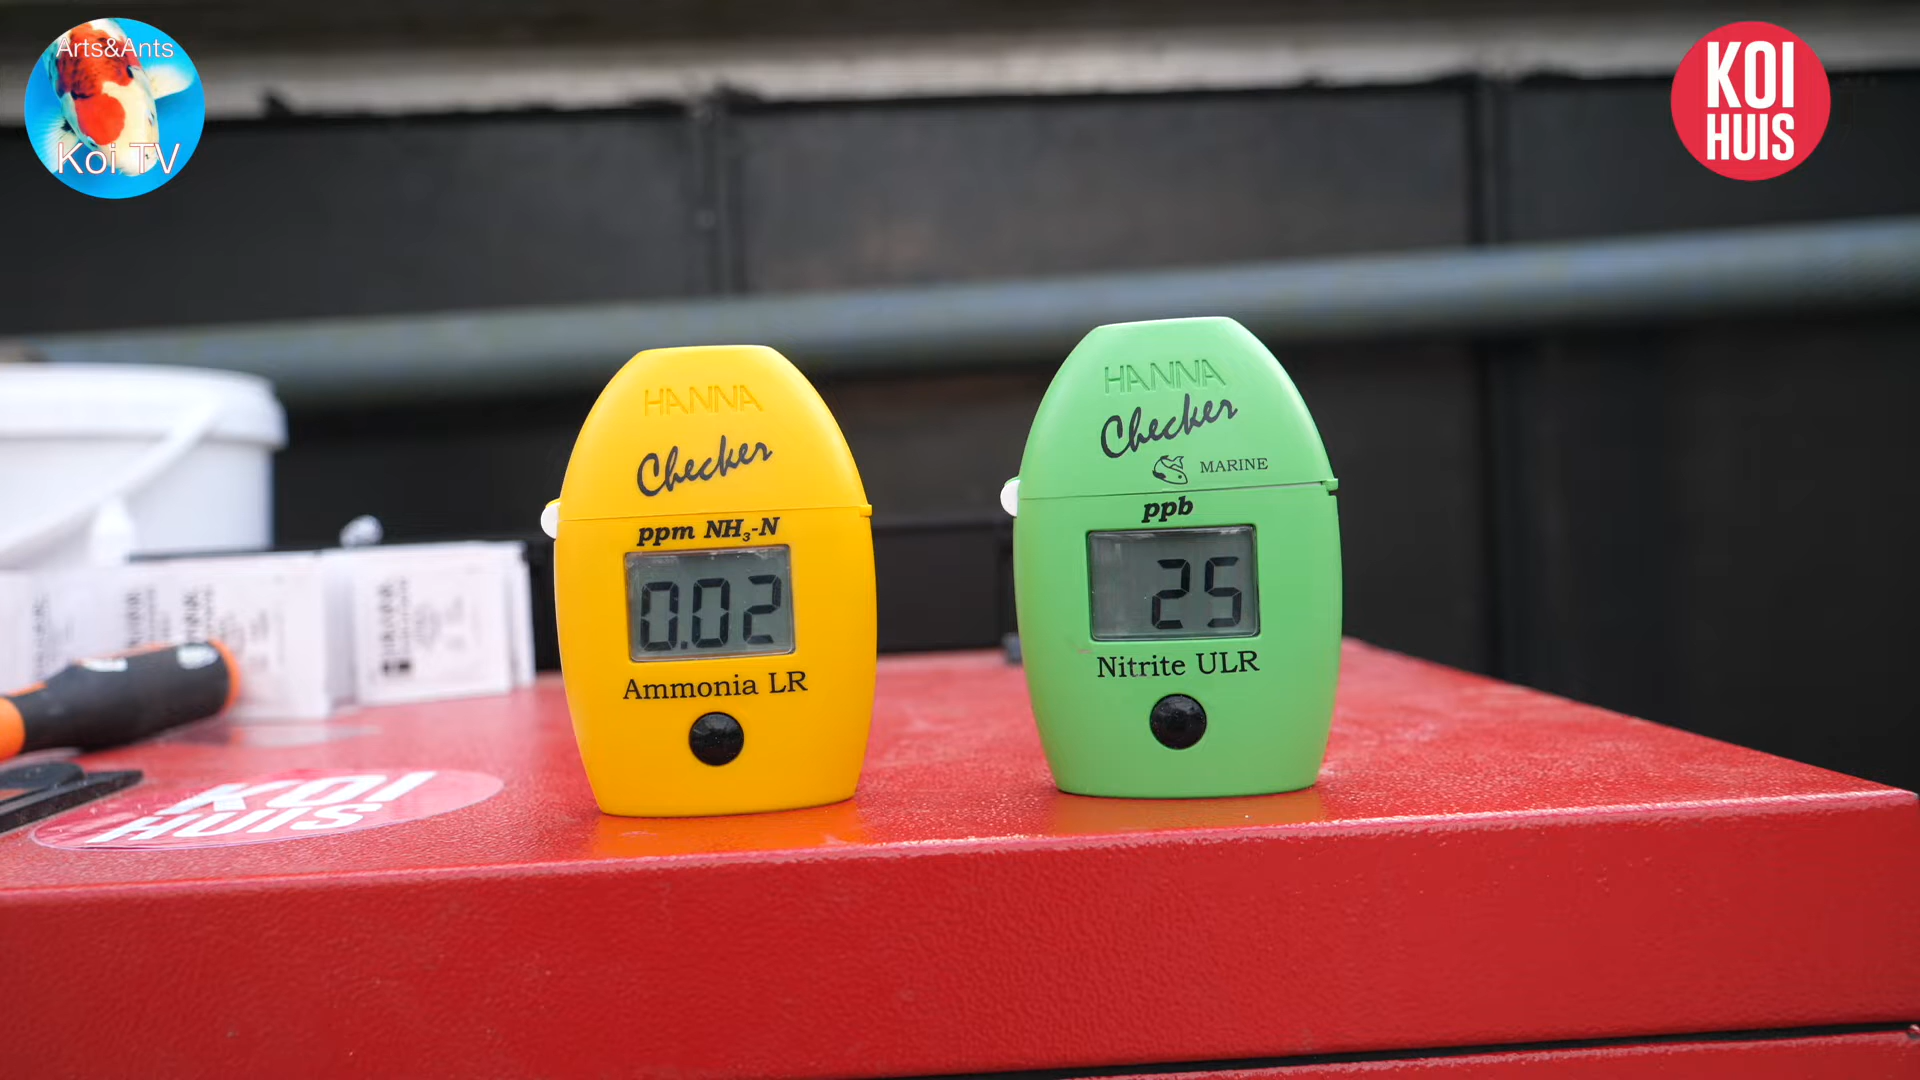 Arts&Ants
Koi TV
KOI
HUIS
HANNA
Checker
ppm NH₃-N
0.02
Ammonia LR
HANNA
Checker
MARINE
ppb
25
Nitrite ULR
KOI
HUIS